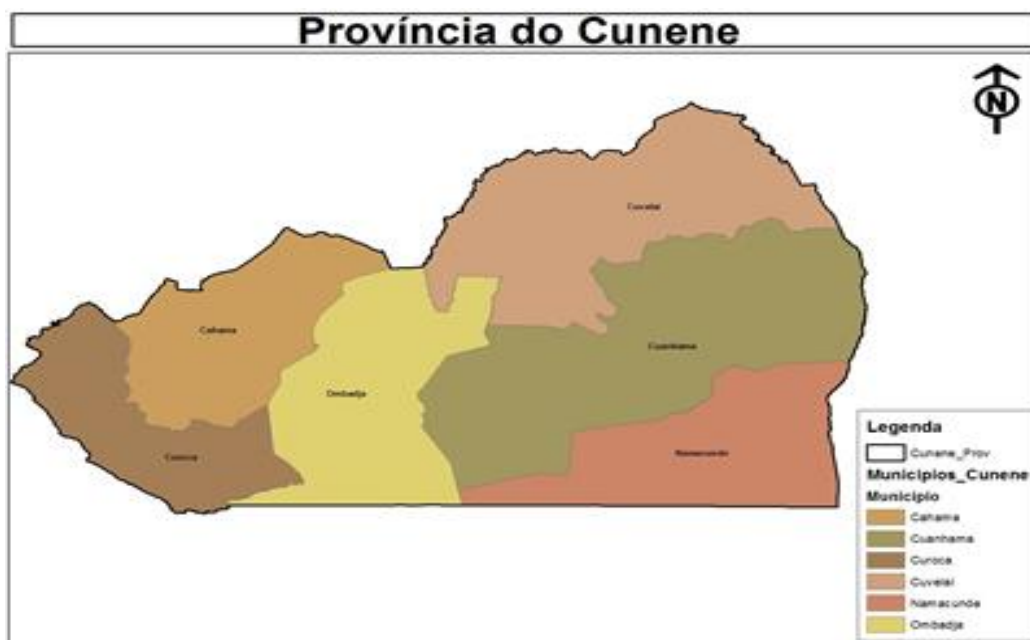 Província do Cunene
N
Cuvelai
Cahama
Cuanhama
Ombadja
Curoca
Namacunde
Legenda
Cunene_Prov
Municipios_Cunene
Municipio
Cahama
Cuanhama
Curoca
Cuvelai
Namacunde
Ombadja